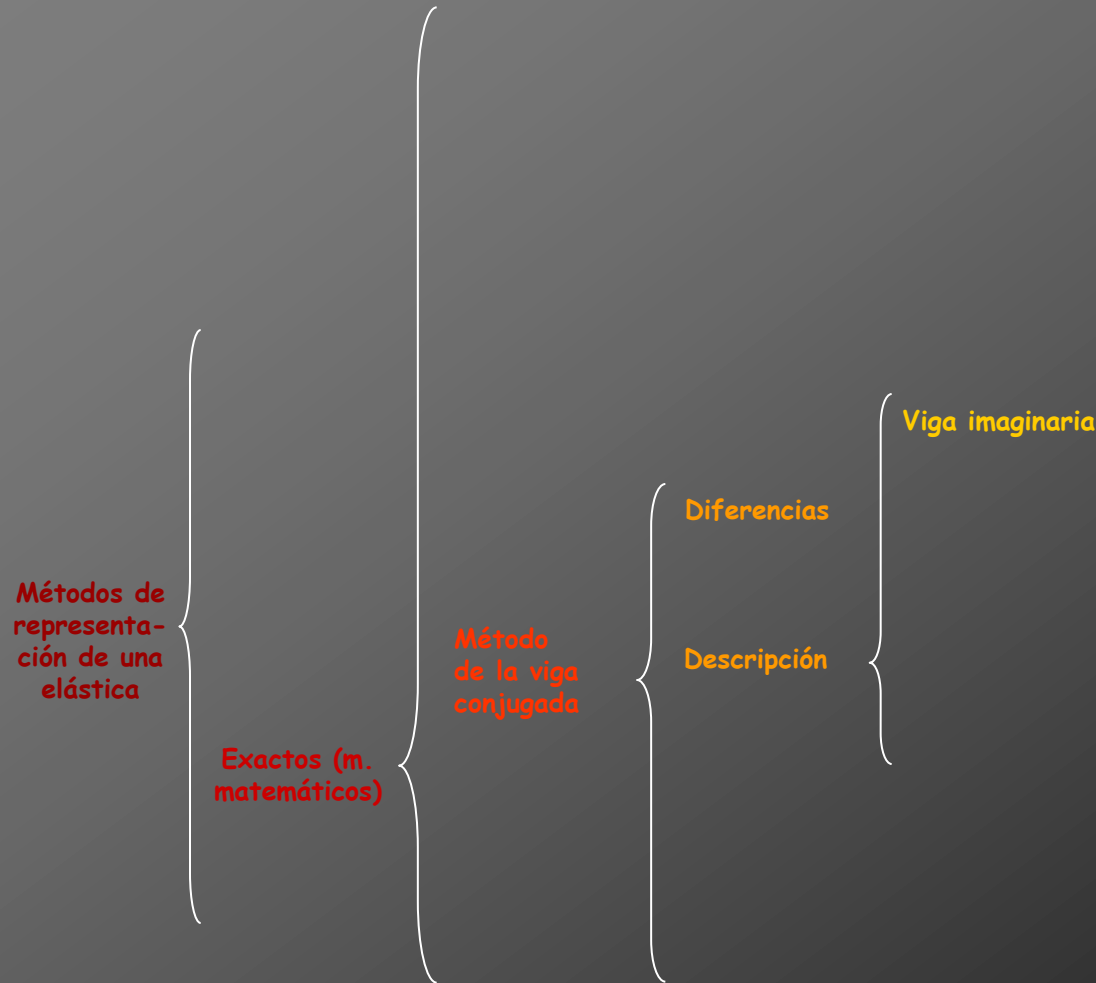 Métodos de
representa-
ción de una
elástica
Exactos (m.
matemáticos)
Método
de la viga
conjugada
Diferencias
Descripción
Viga imaginaria